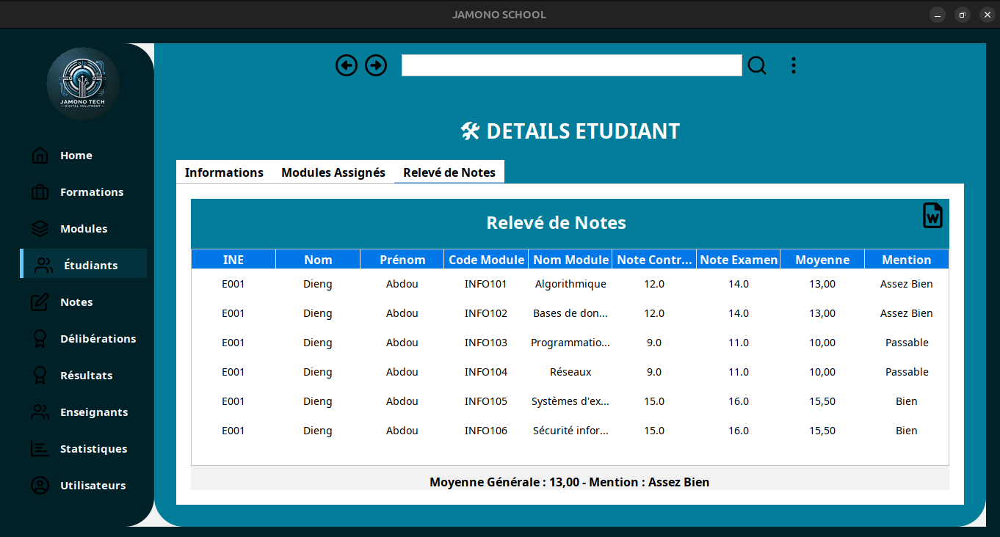 JAMONO SCHOOL
JAMONO TECH
🛠 DETAILS ETUDIANT
Home
Formations
Modules
Étudiants
Notes
Délibérations
Résultats
Enseignants
Statistiques
Utilisateurs
Informations Modules Assignés Relevé de Notes
Relevé de Notes
W
INE Nom Prénom Code Module Nom Module Note Contr... Note Examen Moyenne Mention
E001 Dieng Abdou INFO101 Algorithmique 12.0 14.0 13,00 Assez Bien
E001 Dieng Abdou INFO102 Bases de don... 12.0 14.0 13,00 Assez Bien
E001 Dieng Abdou INFO103 Programmatio... 9.0 11.0 10,00 Passable
E001 Dieng Abdou INFO104 Réseaux 9.0 11.0 10,00 Passable
E001 Dieng Abdou INFO105 Systèmes d'ex... 15.0 16.0 15,50 Bien
E001 Dieng Abdou INFO106 Sécurité infor... 15.0 16.0 15,50 Bien
Moyenne Générale : 13,00 - Mention : Assez Bien